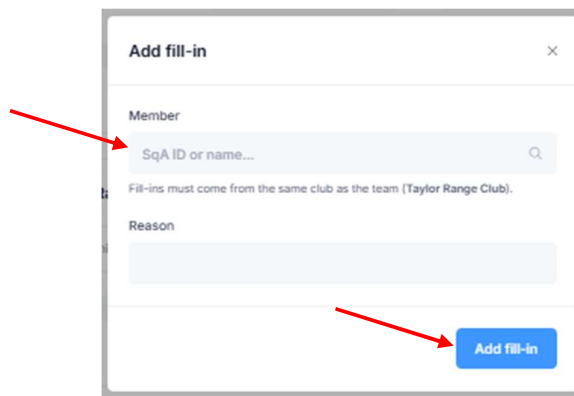 Add fill-in
Member
SqA ID or name...
Fill-ins must come from the same club as the team (Taylor Range Club).
Reason
Add fill-in